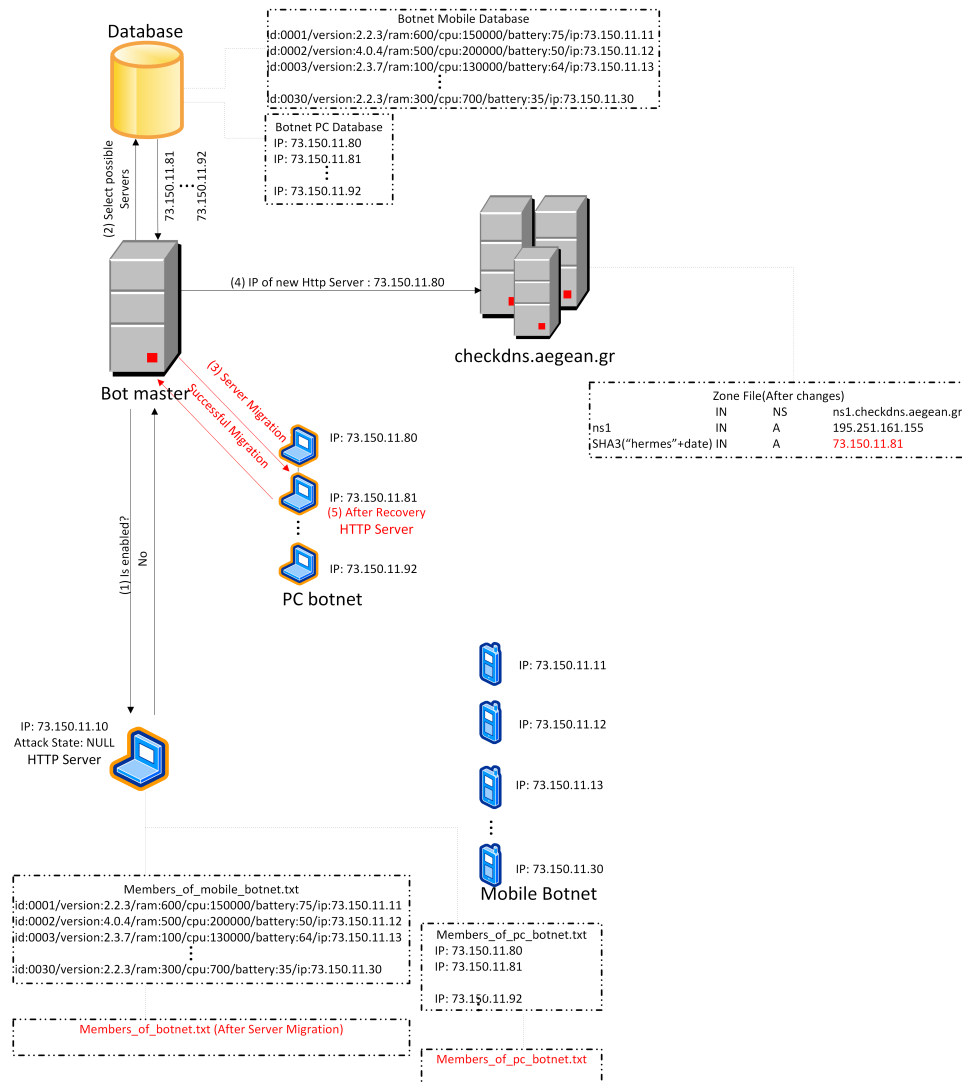 Database
Botnet Mobile Database
id:0001/version:2.2.3/ram:600/cpu:150000/battery:75/ip:73.150.11.11
id:0002/version:4.0.4/ram:500/cpu:200000/battery:50/ip:73.150.11.12
id:0003/version:2.3.7/ram:100/cpu:130000/battery:64/ip:73.150.11.13
id:0030/version:2.2.3/ram:300/cpu:700/battery:35/ip:73.150.11.30
Botnet PC Database
IP: 73.150.11.80
IP: 73.150.11.81
IP: 73.150.11.92
(2) Select possible
Servers
73.150.11.81
73.150.11.92
(4) IP of new Http Server : 73.150.11.80
checkdns.aegean.gr
Bot master
(3) Server Migration
Successful Migration
Zone File(After changes)
IN NS ns1.checkdns.aegean.gr
ns1 IN A 195.251.161.155
SHA3("hermes"+date) IN A 73.150.11.81
IP: 73.150.11.80
IP: 73.150.11.81
(5) After Recovery
HTTP Server
IP: 73.150.11.92
PC botnet
(1) Is enabled?
No
IP: 73.150.11.10
Attack State: NULL
HTTP Server
IP: 73.150.11.11
IP: 73.150.11.12
IP: 73.150.11.13
IP: 73.150.11.30
Mobile Botnet
Members_of_mobile_botnet.txt
id:0001/version:2.2.3/ram:600/cpu:150000/battery:75/ip:73.150.11.11
id:0002/version:4.0.4/ram:500/cpu:200000/battery:50/ip:73.150.11.12
id:0003/version:2.3.7/ram:100/cpu:130000/battery:64/ip:73.150.11.13
id:0030/version:2.2.3/ram:300/cpu:700/battery:35/ip:73.150.11.30
Members_of_pc_botnet.txt
IP: 73.150.11.80
IP: 73.150.11.81
IP: 73.150.11.92
Members_of_botnet.txt (After Server Migration)
Members_of_pc_botnet.txt